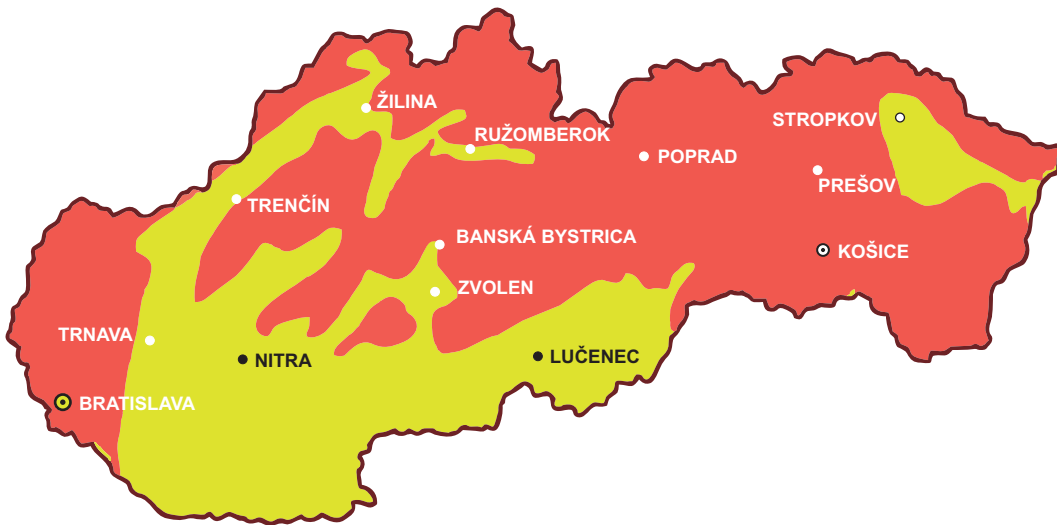 ŽILINA
STROPKOV
RUŽOMBEROK
POPRAD
PREŠOV
TRENČÍN
BANSKÁ BYSTRICA
KOŠICE
ZVOLEN
TRNAVA
NITRA
LUČENEC
BRATISLAVA